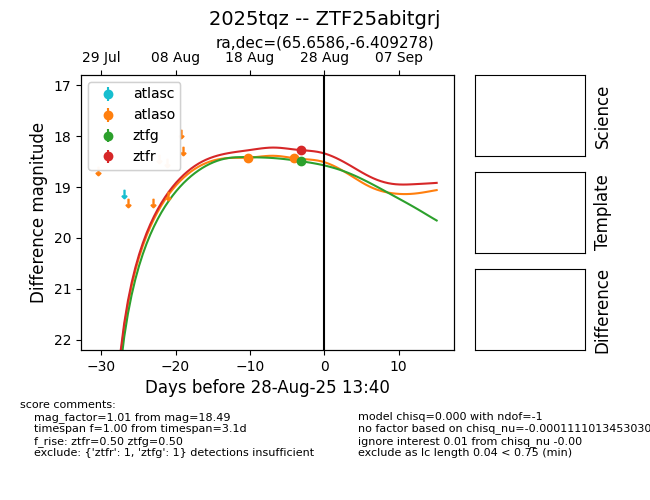 2025tqz -- ZTF25abitgrj
ra,dec=(65.6586,-6.409278)
29 Jul 08 Aug 18 Aug 28 Aug 07 Sep
17
18
19
20
21
22
Difference magnitude
atlasc
atlaso
ztfg
ztfr
−30 −20 −10 0 10
Days before 28-Aug-25 13:40
Science
Template
Difference
score comments:
mag_factor=1.01 from mag=18.49
timespan f=1.00 from timespan=3.1d
f_rise: ztfr=0.50 ztfg=0.50
exclude: {'ztfr': 1, 'ztfg': 1} detections insufficient
model chisq=0.000 with ndof=-1
no factor based on chisq_nu=-0.0001111013453030
ignore interest 0.01 from chisq_nu -0.00
exclude as lc length 0.04 < 0.75 (min)